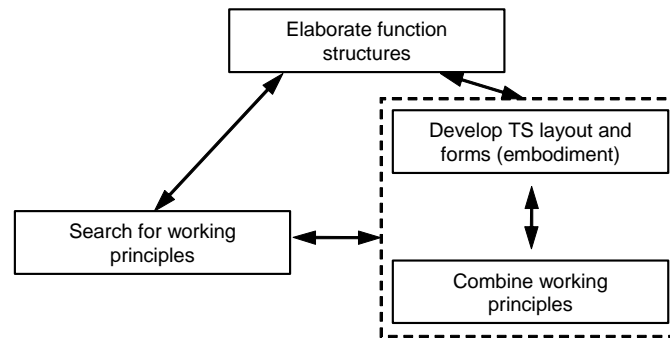 Elaborate function
structures
Develop TS layout and
forms (embodiment)
Search for working
principles
Combine working
principles